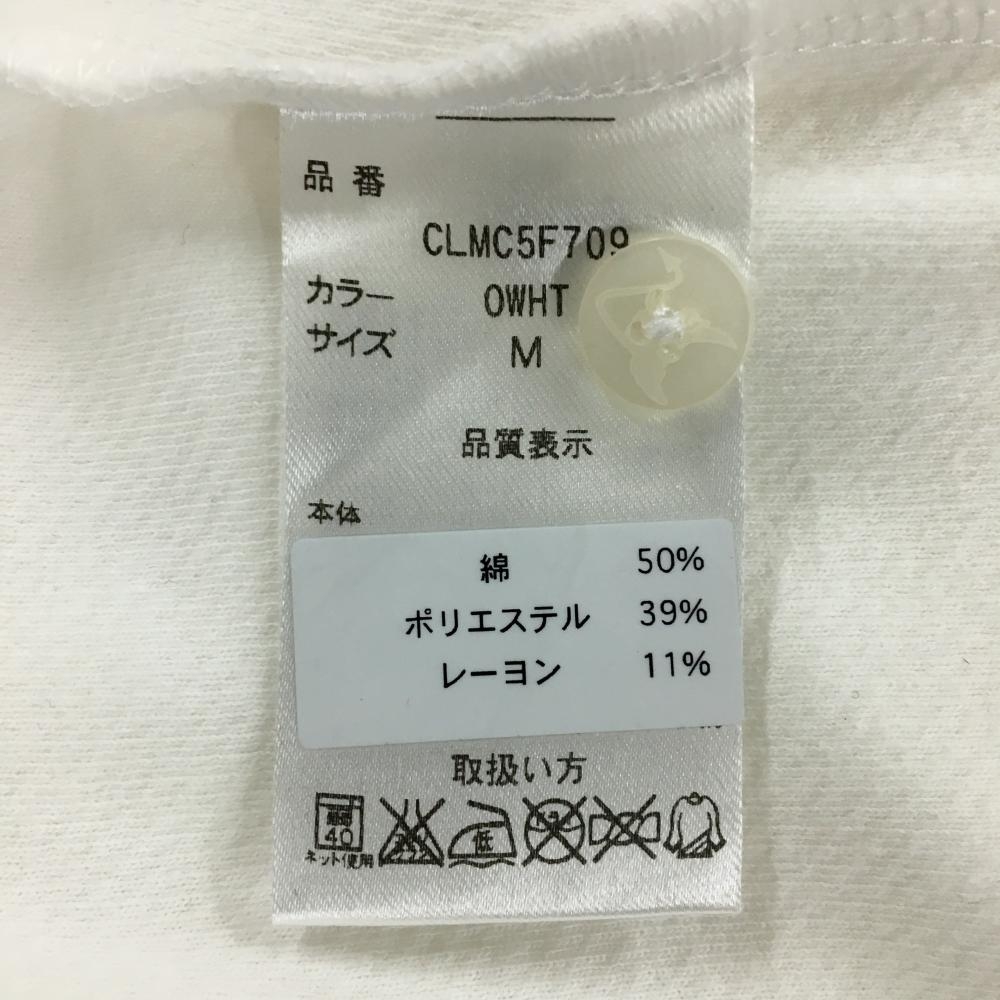 品番
CLMC5F709
カラー OWHT
サイズ M
品質表示
本体
綿 50%
ポリエステル 39%
レーヨン 11%
取扱い方
40 低
ネット使用